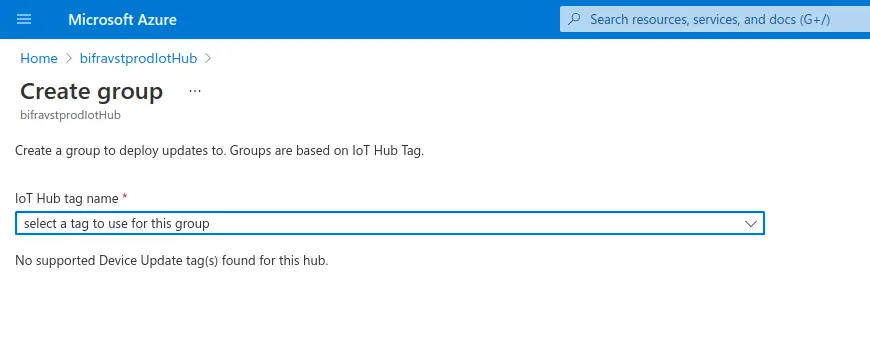 Microsoft Azure
Search resources, services, and docs (G+/)
Home > bifravstprodIotHub >
Create group ...
bifravstprodIotHub
Create a group to deploy updates to. Groups are based on IoT Hub Tag.
IoT Hub tag name *
select a tag to use for this group
No supported Device Update tag(s) found for this hub.